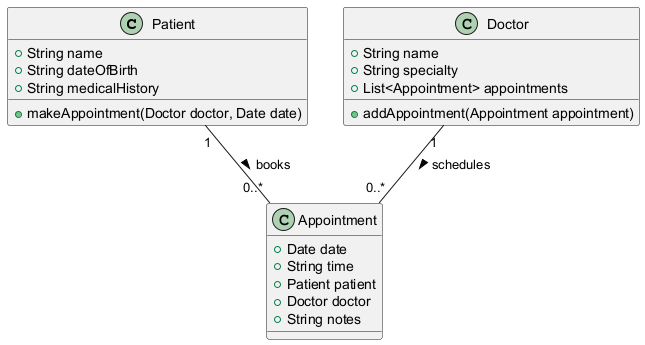 C Patient
String name
String dateOfBirth
String medicalHistory
makeAppointment(Doctor doctor, Date date)
C Doctor
String name
String specialty
List<Appointment> appointments
addAppointment(Appointment appointment)
1
1
books
schedules
0..*
0..*
C Appointment
Date date
String time
Patient patient
Doctor doctor
String notes